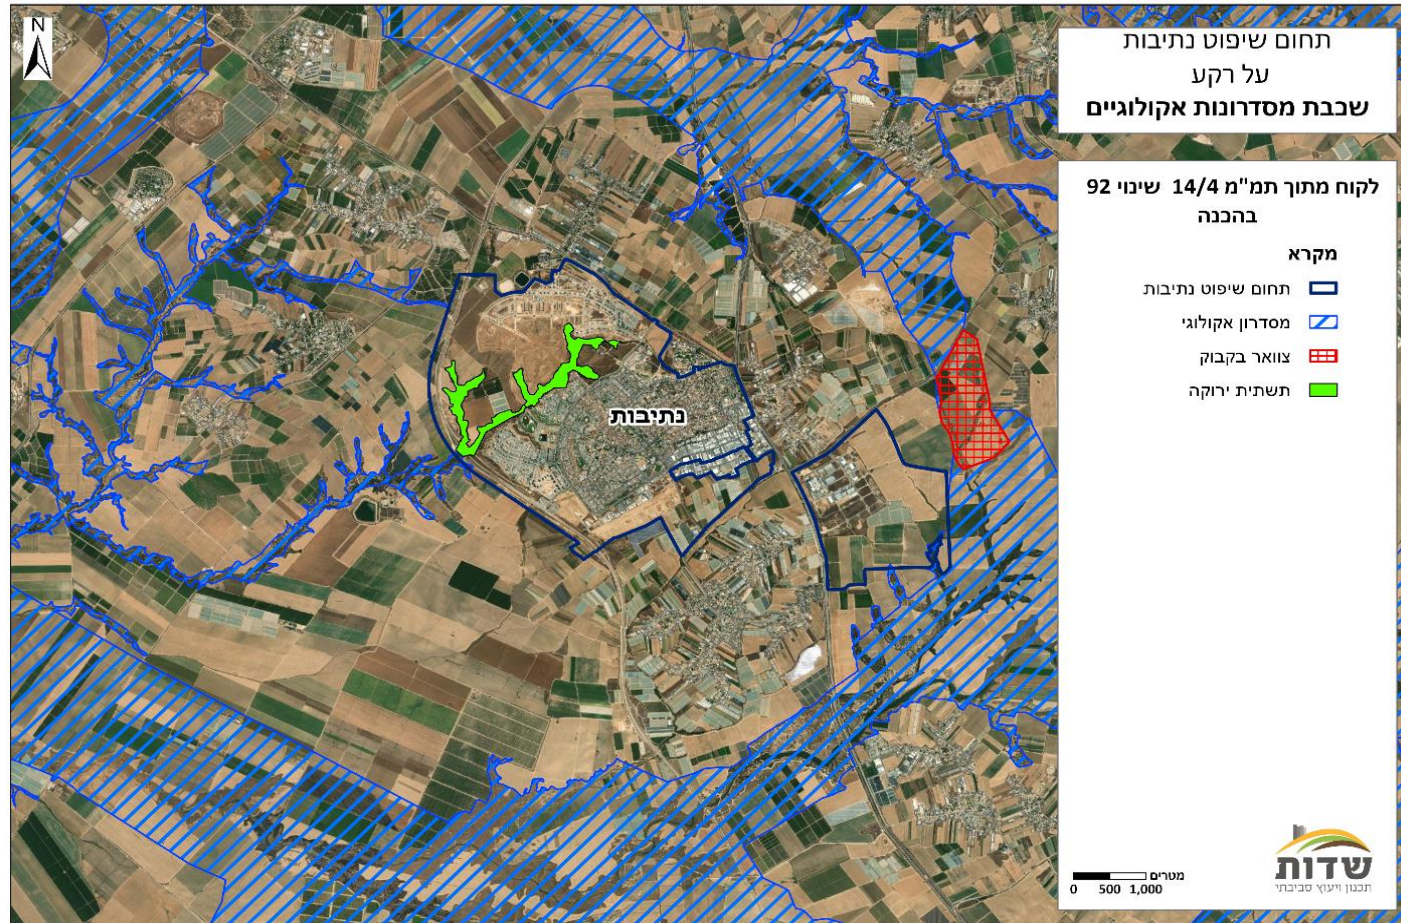 N
תחום שיפוט נתיבות
על רקע
שכבת מסדרונות אקולוגיים
לקוח מתוך תמ"מ 14/4 שינוי 92
בהכנה
מקרא
תחום שיפוט נתיבות
מסדרון אקולוגי
צוואר בקבוק
תשתית ירוקה
נתיבות
שדות
תכנון ויעוץ סביבתי
מטרים
0 500 1,000